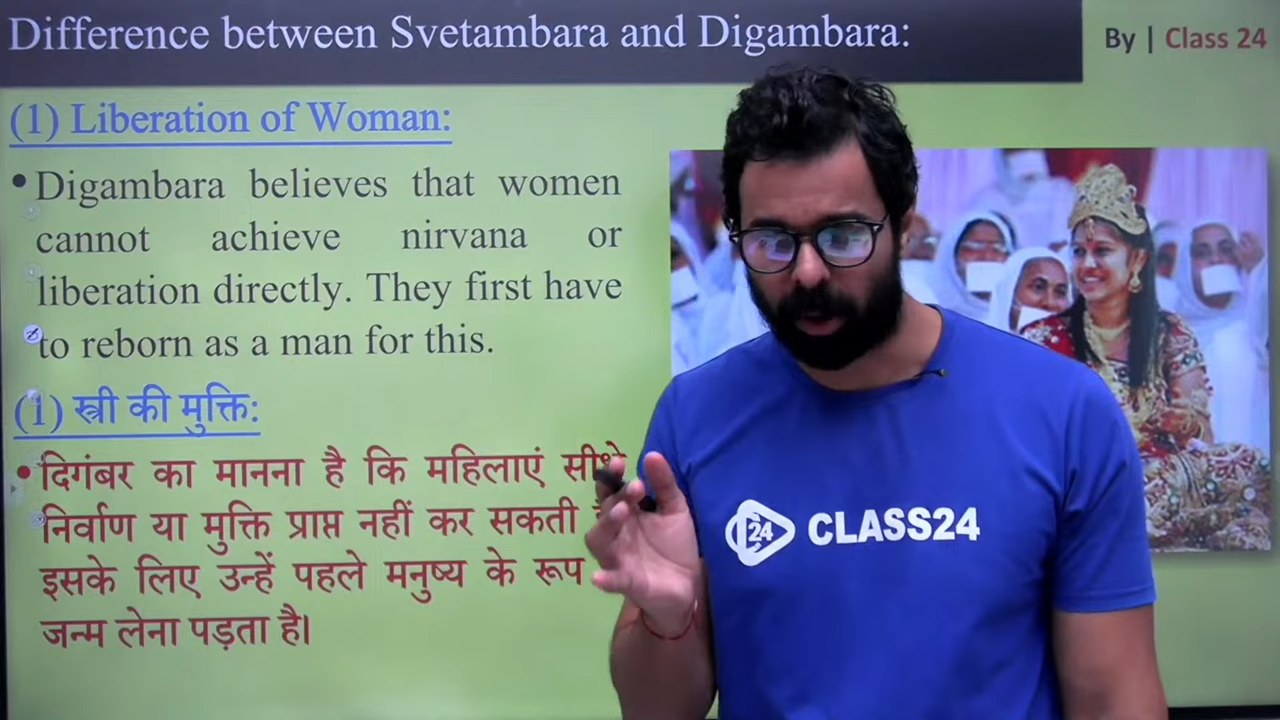 Difference between Svetambara and Digambara:
By | Class 24
(1) Liberation of Woman:
• Digambara believes that women
cannot achieve nirvana or
liberation directly. They first have
to reborn as a man for this.
(1) स्त्री की मुक्ति:
• दिगंबर का मानना है कि महिलाएं
निर्वाण या मुक्ति प्राप्त नहीं कर सकती
इसके लिए उन्हें पहले मनुष्य के रूप
जन्म लेना पड़ता है।
24 CLASS24